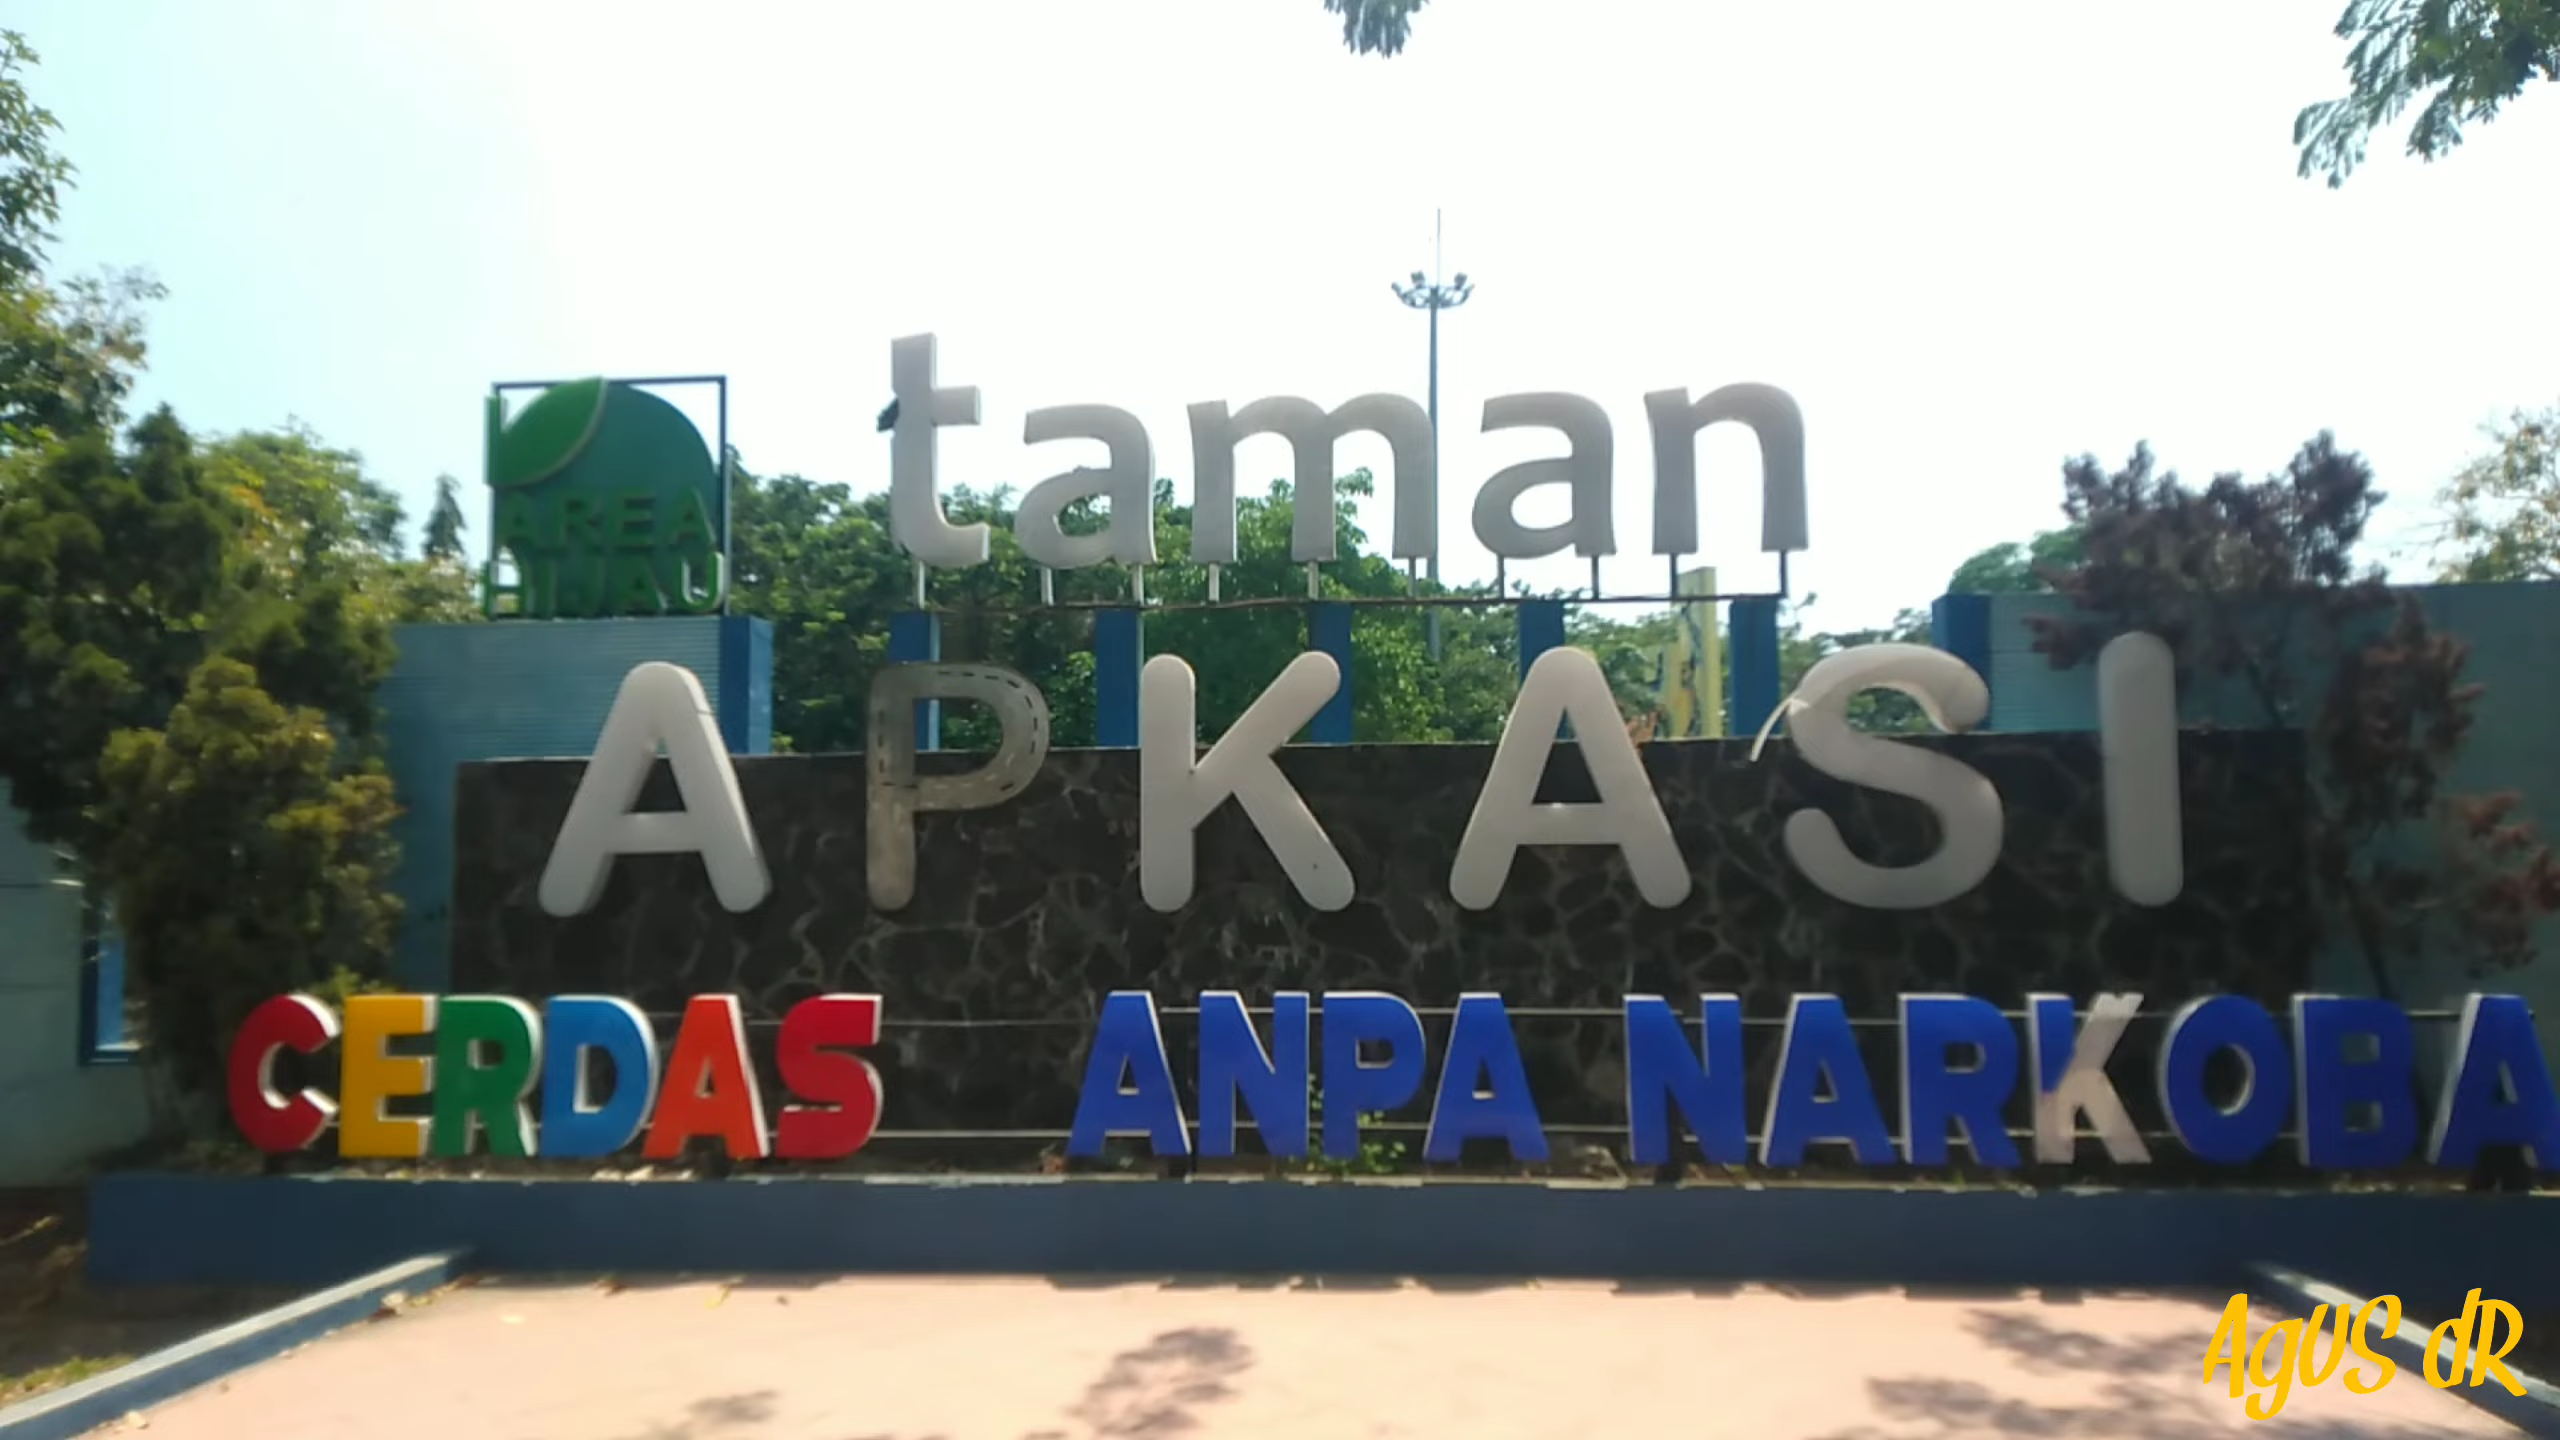 AREA
HIJAU
taman
APKASI
CERDAS ANPA NARKOBA
AgUS dR